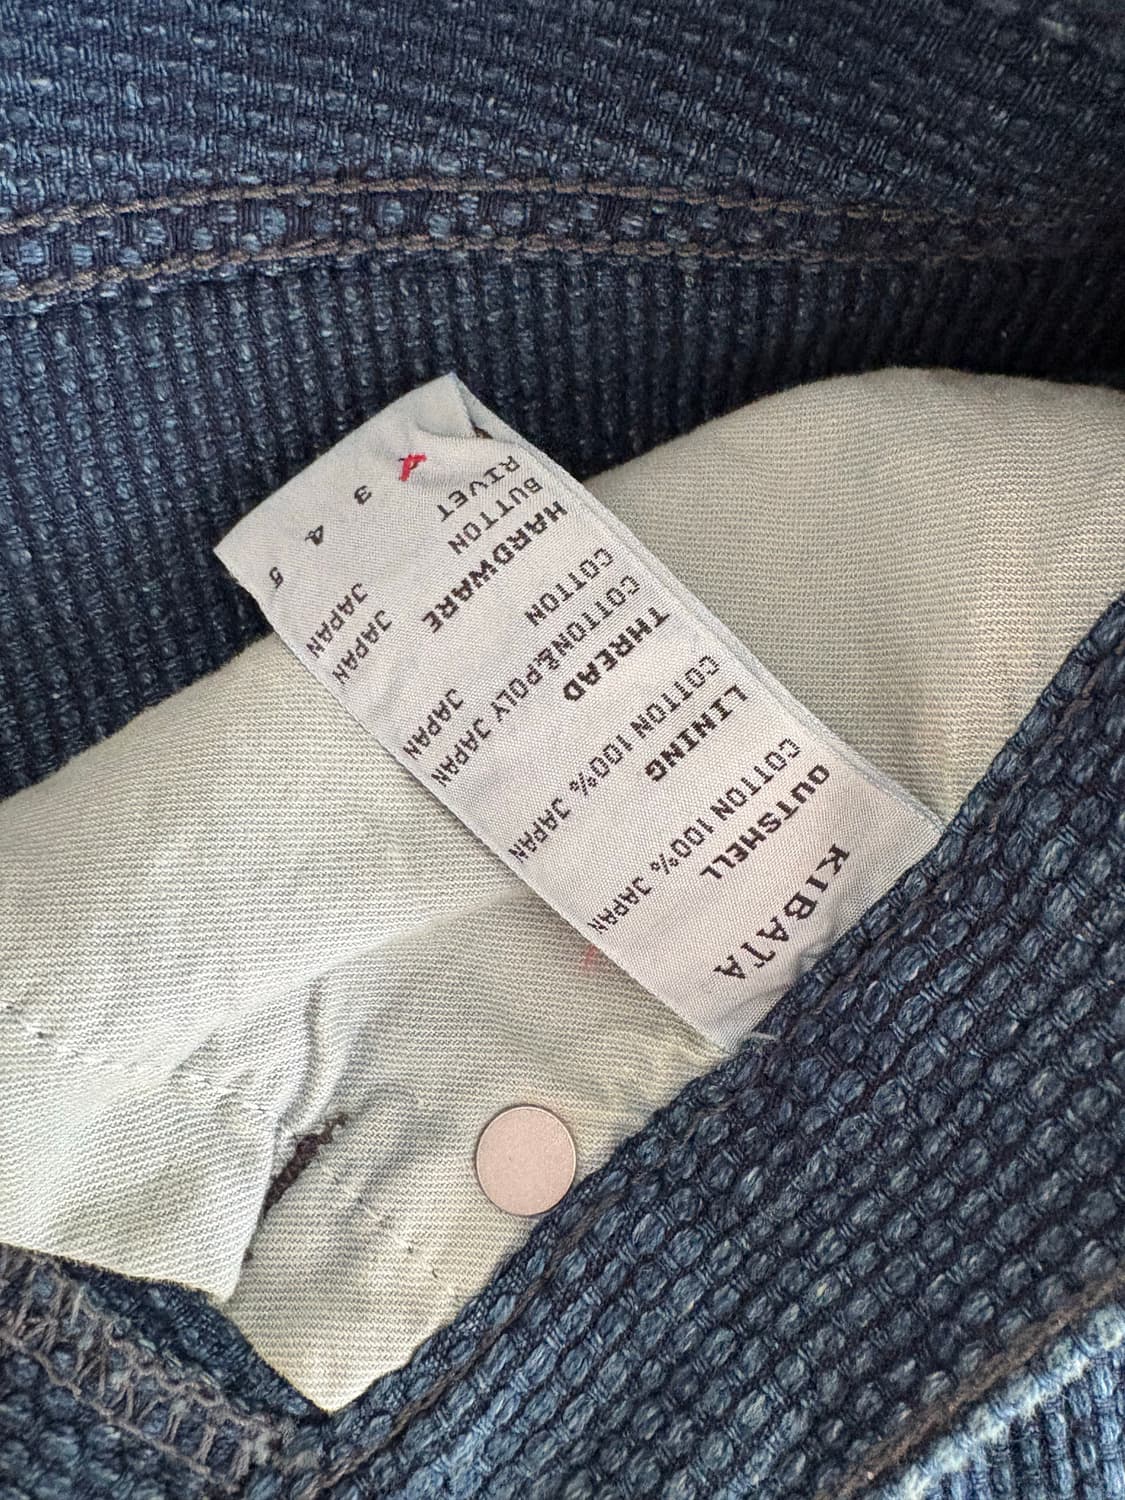 KIBATA
OUTSHELL
COTTON 100% JAPAN
LINING
COTTON 100% JAPAN
THREAD
COTTON&POLY JAPAN
COTTON JAPAN
HARDWARE
BUTTON JAPAN
RIVET JAPAN
3 4 5